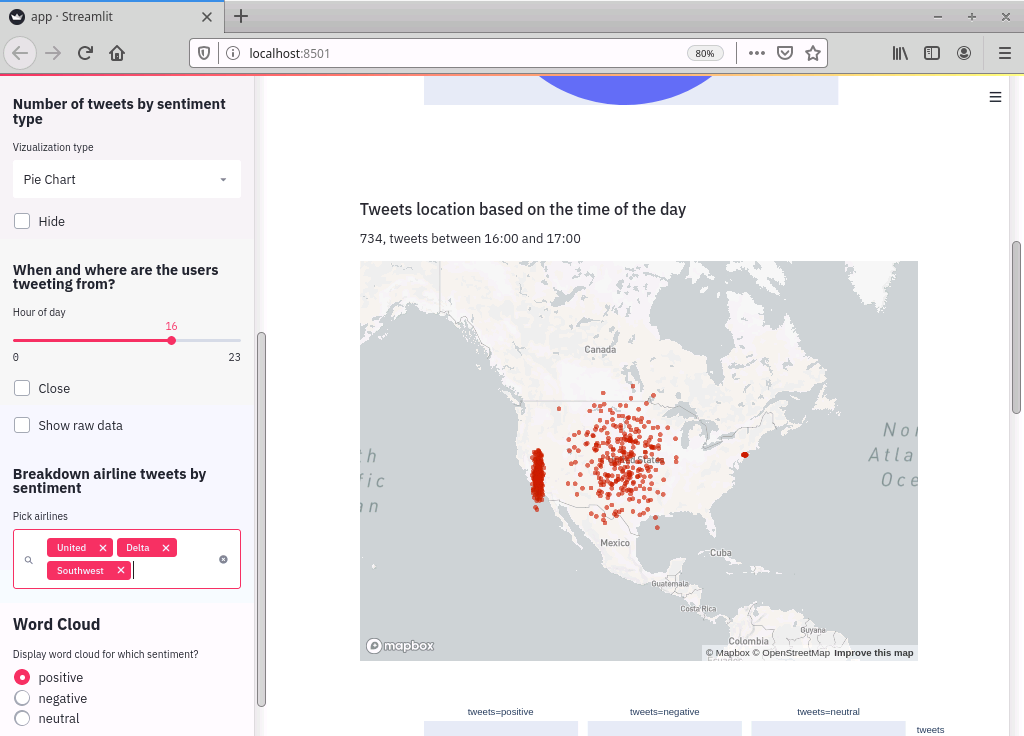 app · Streamlit
localhost:8501
80%
Number of tweets by sentiment
type
Vizualization type
Pie Chart
Hide
When and where are the users
tweeting from?
Hour of day
16
0
23
Close
Show raw data
Breakdown airline tweets by
sentiment
Pick airlines
United
Delta
Southwest
Word Cloud
Display word cloud for which sentiment?
positive
negative
neutral
Tweets location based on the time of the day
734, tweets between 16:00 and 17:00
Canada
United States
Mexico
Cuba
Guatemala
Costa Rica
Guyana
Colombia
Ecuador
th
fic
an
Nor
Atla
Oce
mapbox
© Mapbox © OpenStreetMap Improve this map
tweets=positive
tweets=negative
tweets=neutral
tweets